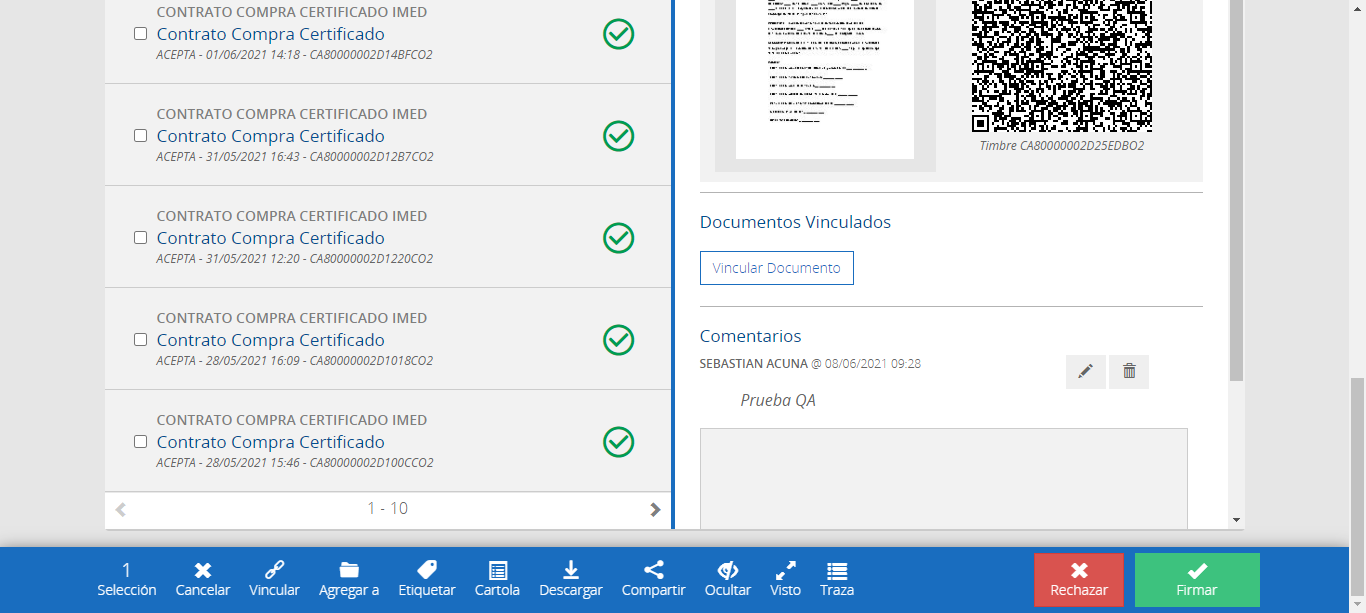 CONTRATO COMPRA CERTIFICADO IMED
Contrato Compra Certificado
ACEPTA - 01/06/2021 14:18 - CA80000002D14BFCO2
CONTRATO COMPRA CERTIFICADO IMED
Contrato Compra Certificado
ACEPTA - 31/05/2021 16:43 - CA80000002D12B7CO2
CONTRATO COMPRA CERTIFICADO IMED
Contrato Compra Certificado
ACEPTA - 31/05/2021 12:20 - CA80000002D1220CO2
CONTRATO COMPRA CERTIFICADO IMED
Contrato Compra Certificado
ACEPTA - 28/05/2021 16:09 - CA80000002D1018CO2
CONTRATO COMPRA CERTIFICADO IMED
Contrato Compra Certificado
ACEPTA - 28/05/2021 15:46 - CA80000002D100CCO2
1 - 10
Timbre CA80000002D25EDBO2
Documentos Vinculados
Vincular Documento
Comentarios
SEBASTIAN ACUNA @ 08/06/2021 09:28
Prueba QA
1
Selección
Cancelar
Vincular
Agregar a
Etiquetar
Cartola
Descargar
Compartir
Ocultar
Visto
Traza
Rechazar
Firmar